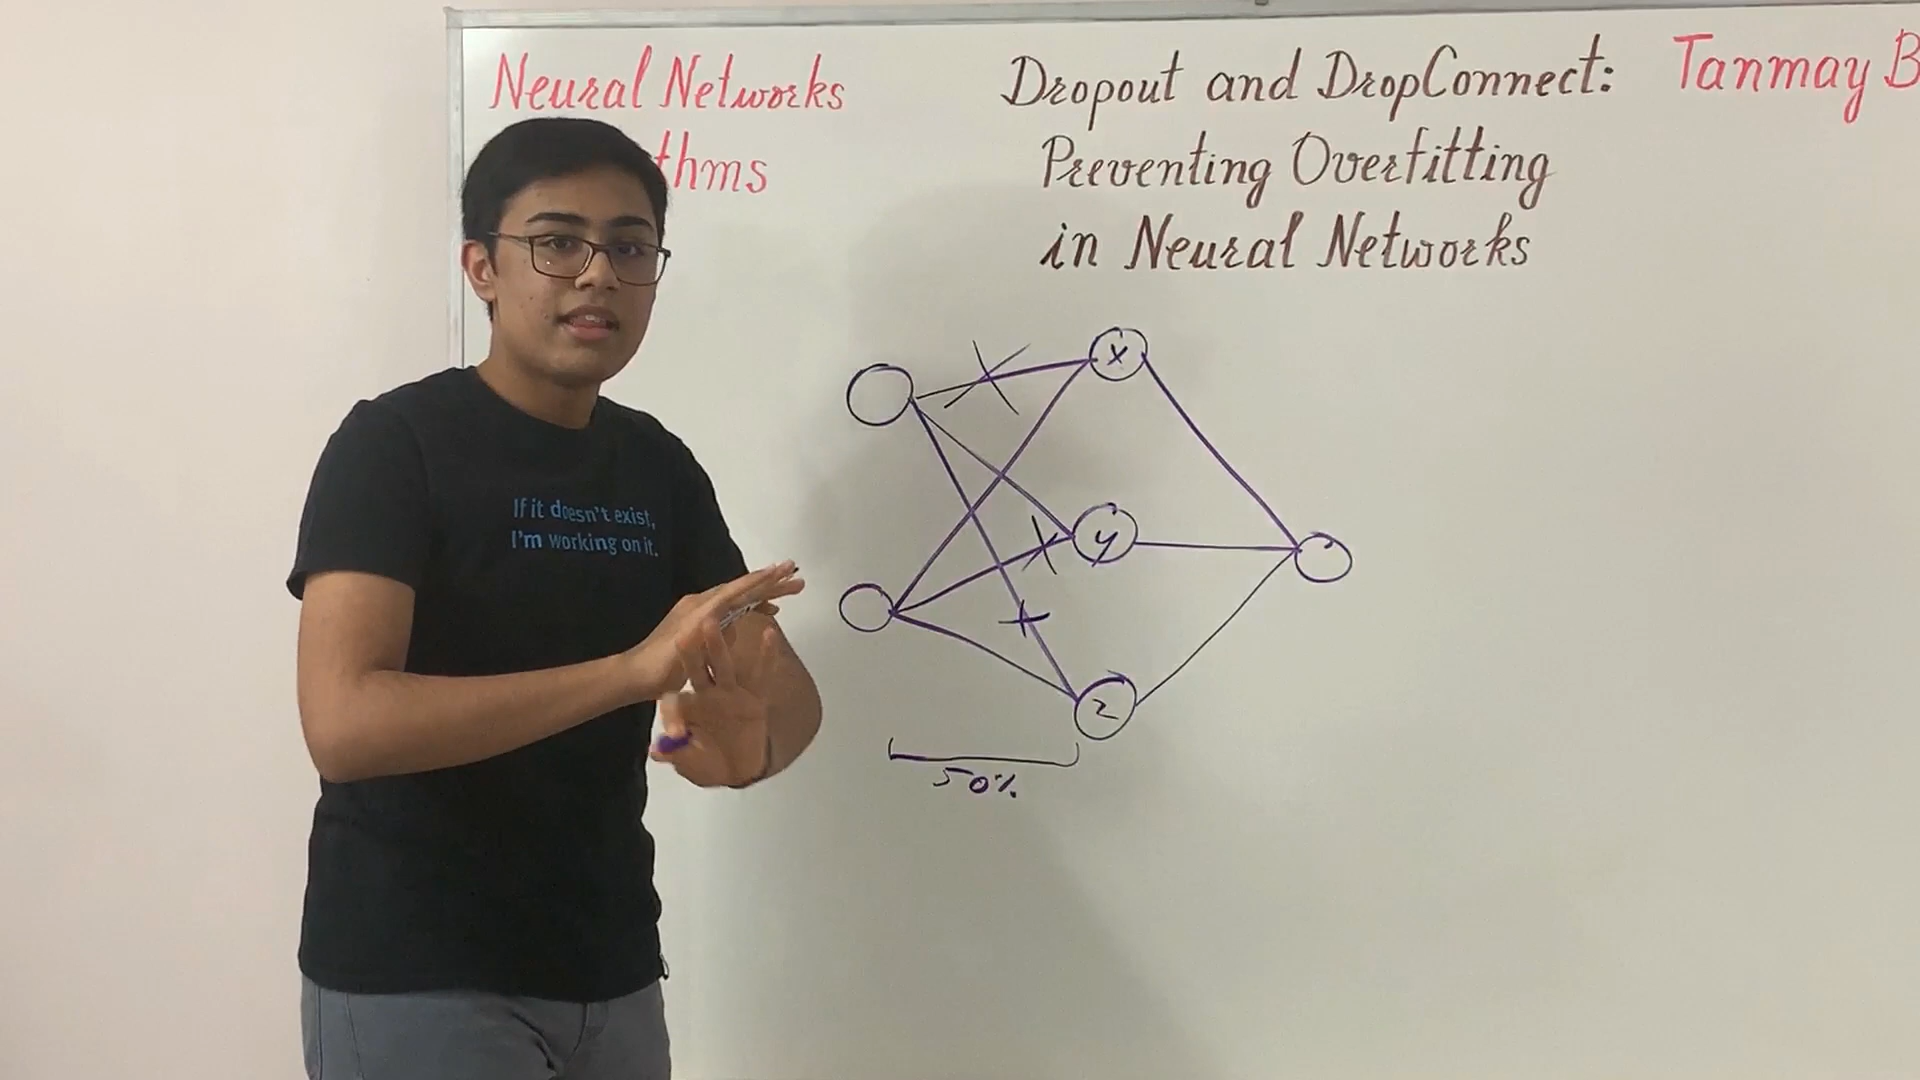 Neural Networks
thms
Dropout and DropConnect:
Preventing Overfitting
in Neural Networks
Tanmay B
If it doesn't exist,
I'm working on it.
x
y
z
50%